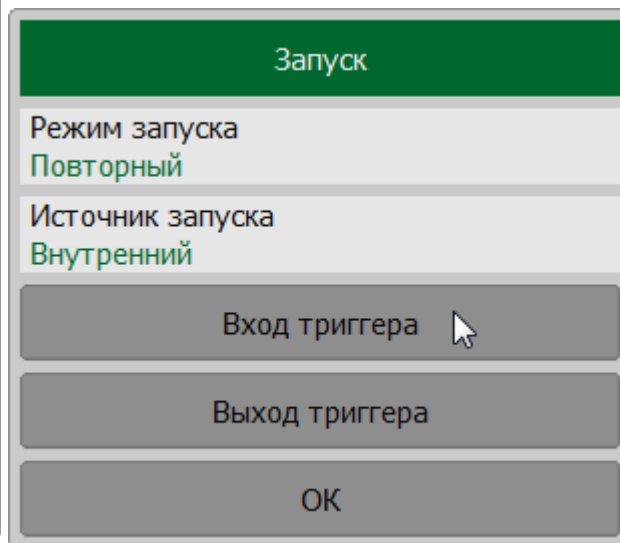 Запуск
Режим запуска
Повторный
Источник запуска
Внутренний
Вход триггера
Выход триггера
ОК